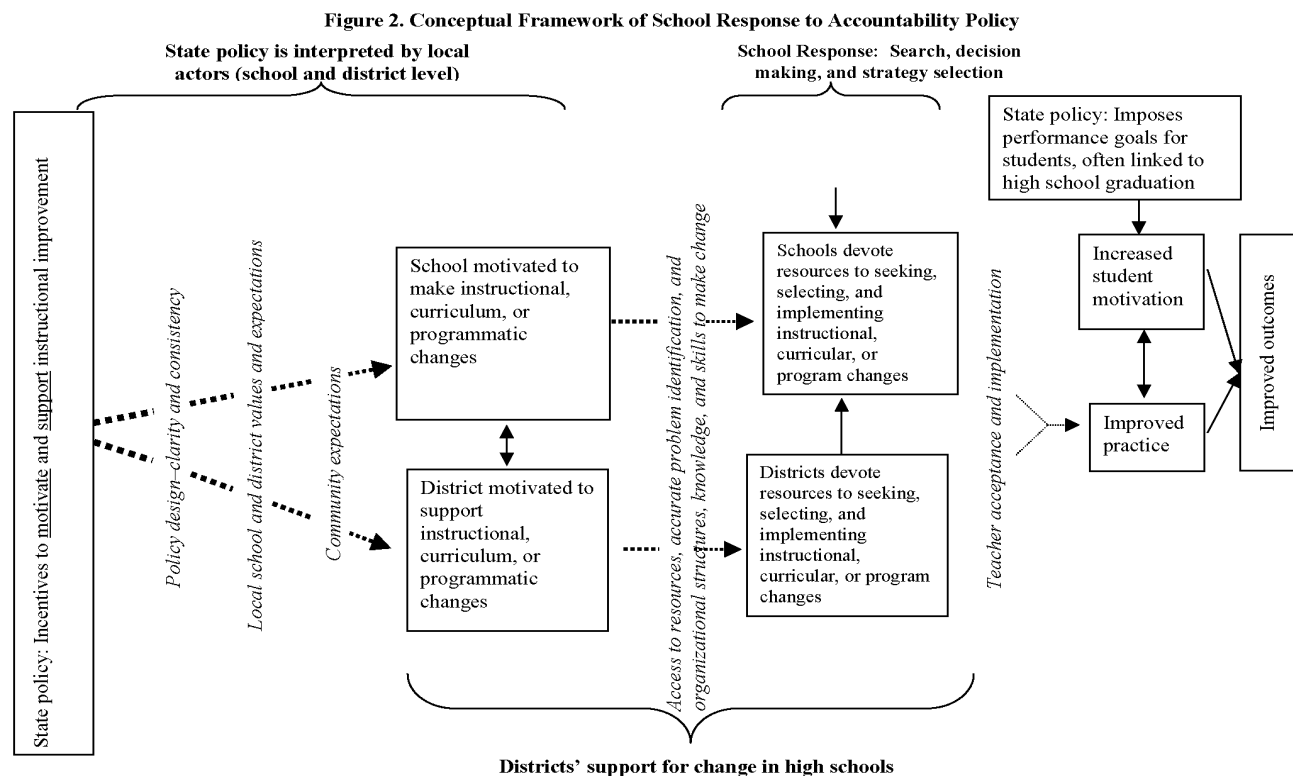 Figure 2. Conceptual Framework of School Response to Accountability Policy
State policy is interpreted by local
actors (school and district level)
School Response:  Search, decision
making, and strategy selection
State policy: Incentives to motivate and support instructional improvement
Policy design–clarity and consistency
Local school and district values and expectations
Community expectations
School motivated to
make instructional,
curriculum, or
programmatic
changes
District motivated to
support
instructional,
curriculum, or
programmatic
changes
Access to resources, accurate problem identification, and
organizational structures, knowledge, and skills to make change
Schools devote
resources to seeking,
selecting, and
implementing
instructional,
curricular, or
program changes
Districts devote
resources to seeking,
selecting, and
implementing
instructional,
curricular, or program
changes
Teacher acceptance and implementation
State policy: Imposes
performance goals for
students, often linked to
high school graduation
Increased
student
motivation
Improved
practice
Improved outcomes
Districts’ support for change in high schools